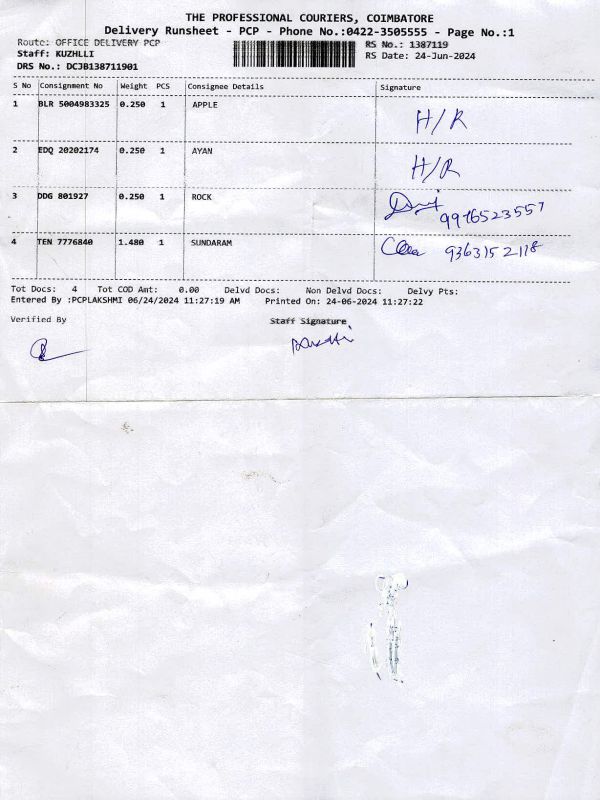 THE PROFESSIONAL COURIERS, COIMBATORE
Delivery Runsheet - PCP - Phone No.:0422-3505555 - Page No.:1
Route: OFFICE DELIVERY PCP RS No.: 1387119
Staff: KUZHLLI RS Date: 24-Jun-2024
DRS No.: DCJB138711901
S No Consignment No Weight PCS Consignee Details Signature
1 BLR 5004983325 0.250 1 APPLE H/R
2 EDQ 20202174 0.250 1 AYAN H/R
3 DDG 801927 0.250 1 ROCK 9976523557
4 TEN 7776840 1.480 1 SUNDARAM 9363152118
Tot Docs: 4 Tot COD Amt: 0.00 Delvd Docs: Non Delvd Docs: Delvy Pts:
Entered By :PCPLAKSHMI 06/24/2024 11:27:19 AM Printed On: 24-06-2024 11:27:22
Verified By Staff Signature